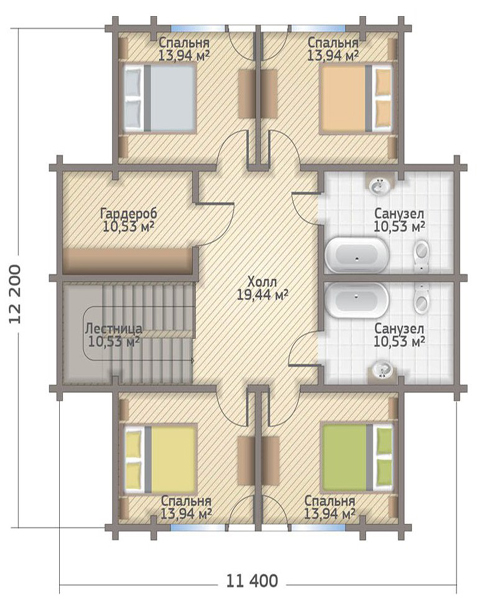 Спальня
13,94 м²
Спальня
13,94 м²
Гардероб
10,53 м²
Санузел
10,53 м²
Холл
19,44 м²
12 200
Лестница
10,53 м²
Санузел
10,53 м²
Спальня
13,94 м²
Спальня
13,94 м²
11 400